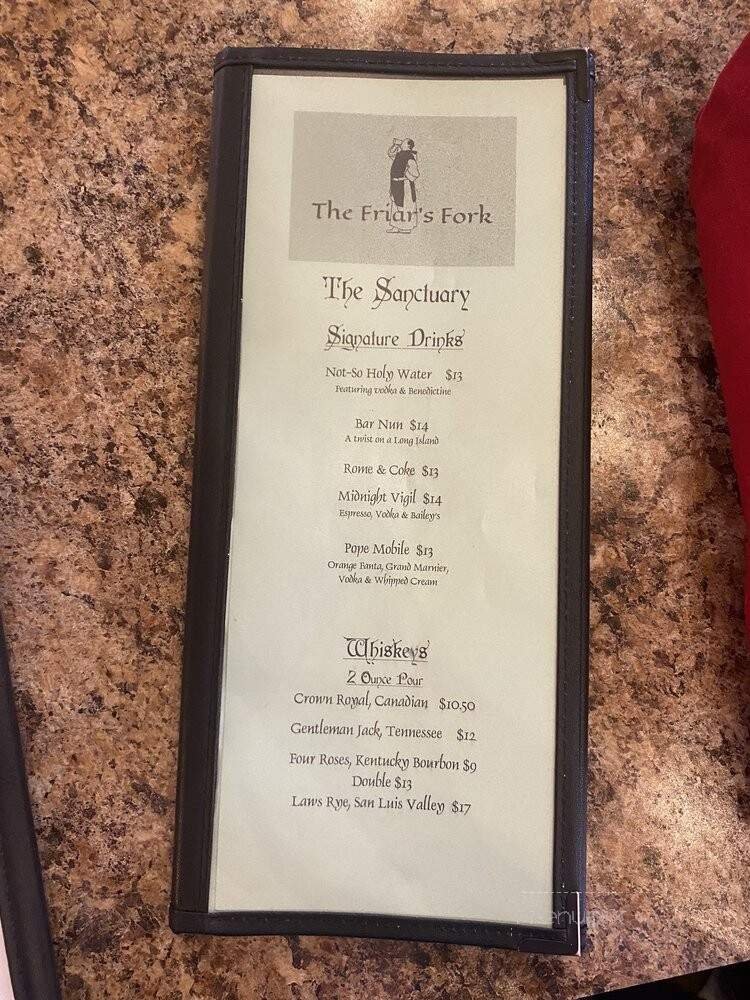 The Friar's Fork
The Sanctuary
Signature Drinks
Not-So Holy Water $13
Featuring vodka & Benedictine
Bar Nun $14
A twist on a Long Island
Rome & Coke $13
Midnight Vigil $14
Espresso, Vodka & Bailey's
Pope Mobile $13
Orange Fanta, Grand Marnier,
Vodka & Whipped Cream
Whiskeys
2 Ounce Pour
Crown Royal, Canadian $10.50
Gentleman Jack, Tennessee $12
Four Roses, Kentucky Bourbon $9
Double $13
Laws Rye, San Luis Valley $17